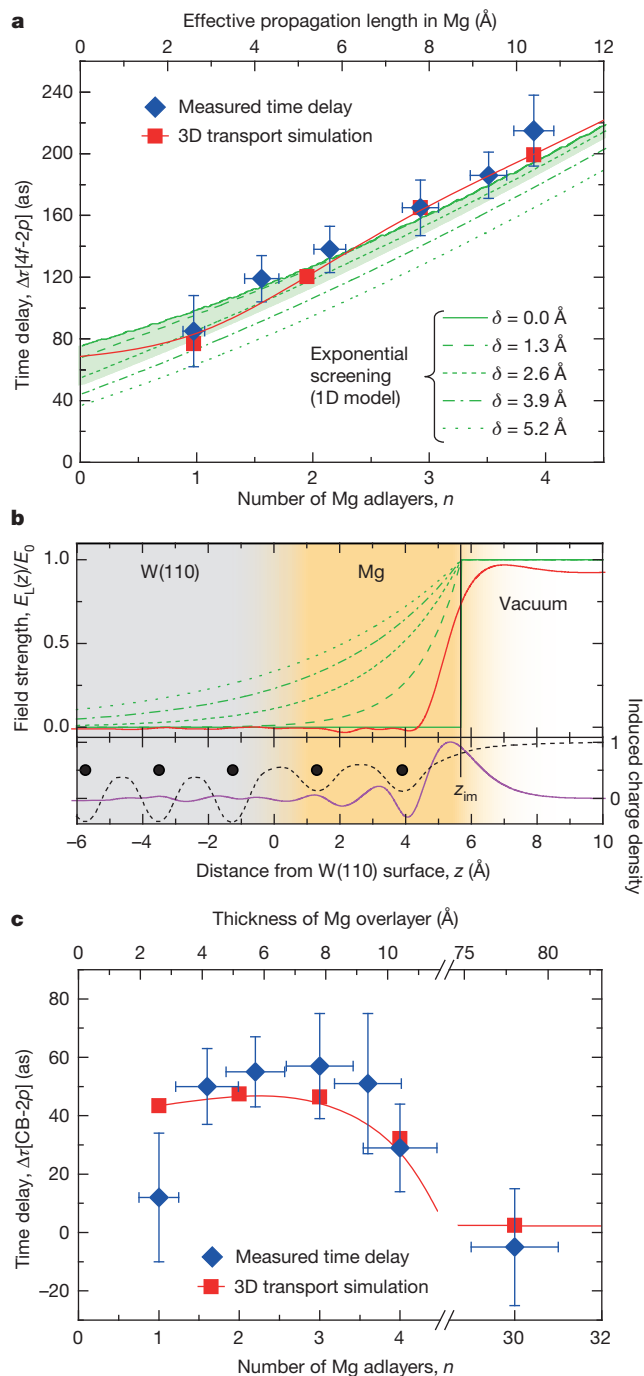 a
Effective propagation length in Mg (Å)
0 2 4 6 8 10 12
Time delay, Δτ[4f-2p] (as)
240
200
160
120
80
40
0
Measured time delay
3D transport simulation
Exponential
screening
(1D model)
δ = 0.0 Å
δ = 1.3 Å
δ = 2.6 Å
δ = 3.9 Å
δ = 5.2 Å
0 1 2 3 4
Number of Mg adlayers, n
b
Field strength, E_L(z)/E_0
1.0
0.5
0.0
W(110)
Mg
Vacuum
z_im
Induced charge density
1
0
−6 −4 −2 0 2 4 6 8 10
Distance from W(110) surface, z (Å)
c
Thickness of Mg overlayer (Å)
0 2 4 6 8 10 75 80
Time delay, Δτ[CB-2p] (as)
80
60
40
20
0
−20
Measured time delay
3D transport simulation
0 1 2 3 4 30 32
Number of Mg adlayers, n